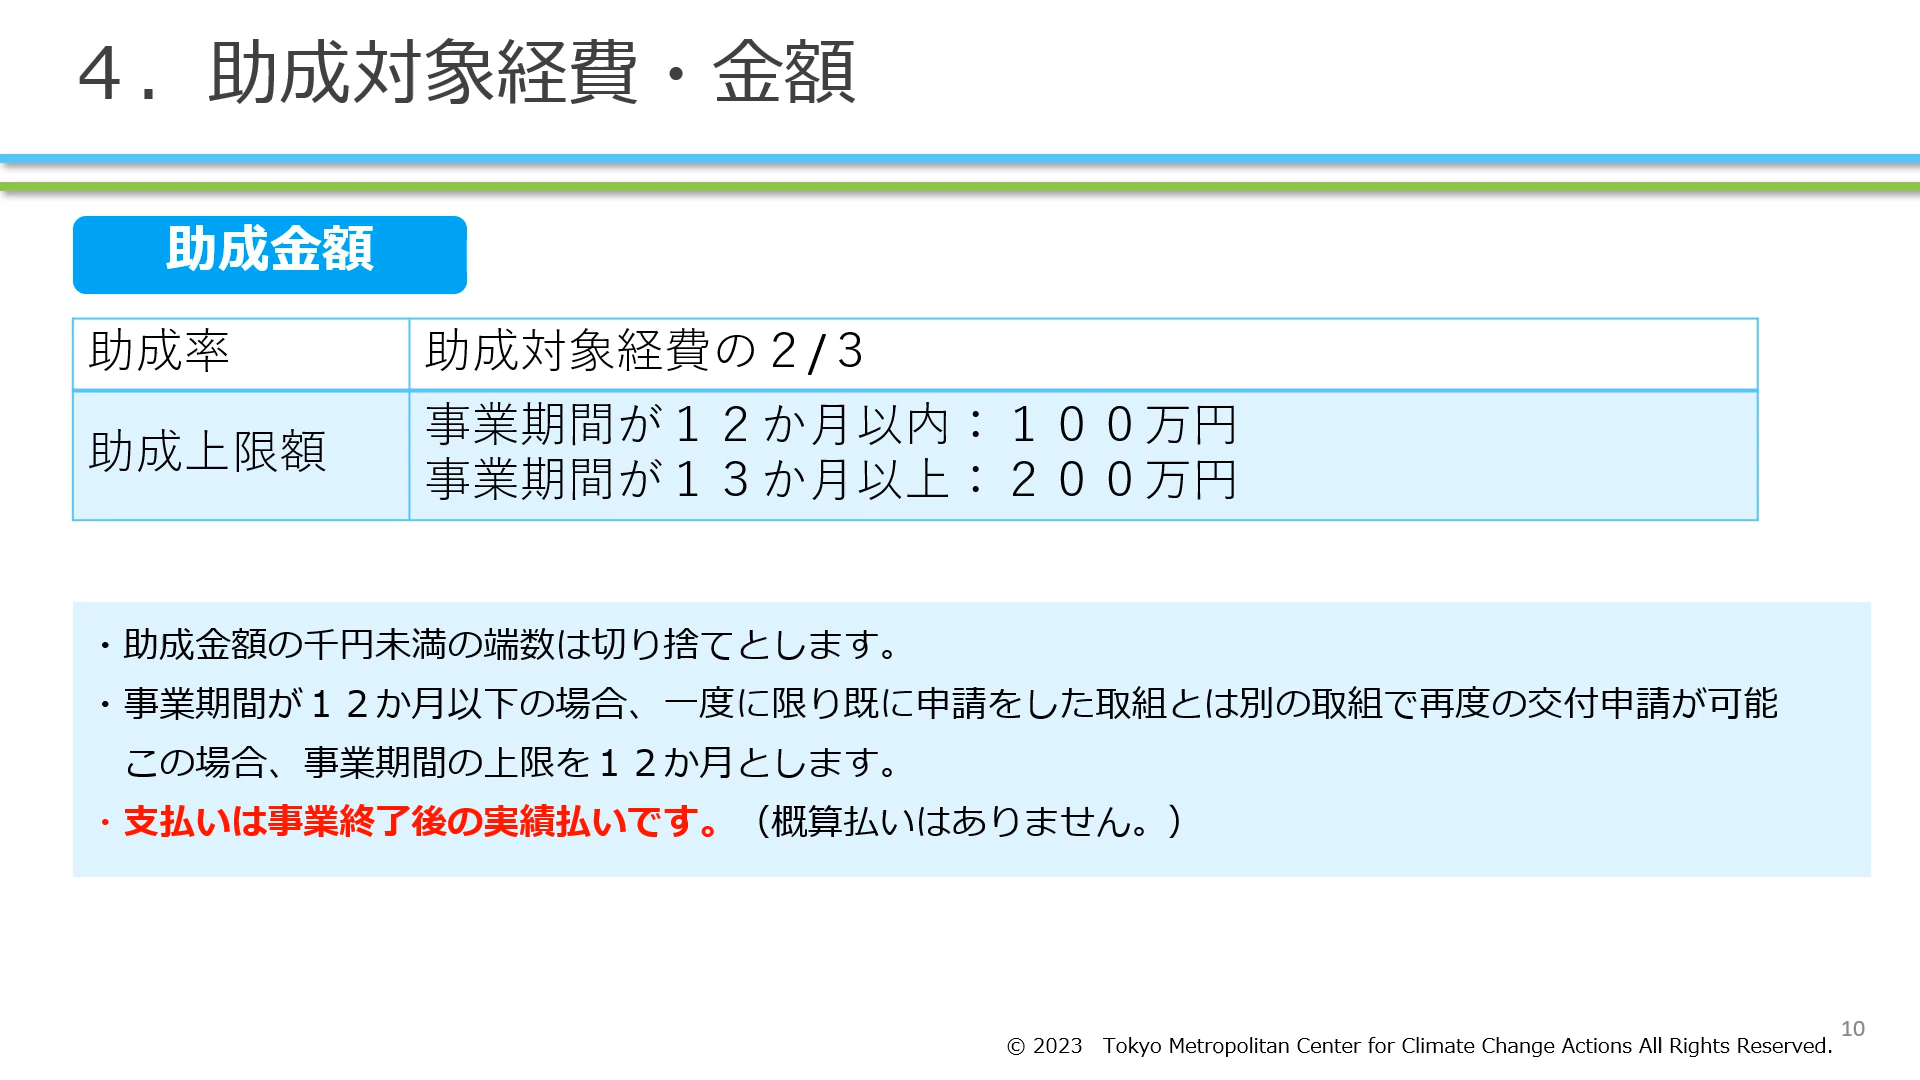 ４．助成対象経費・金額
助成金額
助成率
助成対象経費の２/３
助成上限額
事業期間が１２か月以内：１００万円
事業期間が１３か月以上：２００万円
・助成金額の千円未満の端数は切り捨てとします。
・事業期間が１２か月以下の場合、一度に限り既に申請をした取組とは別の取組で再度の交付申請が可能
この場合、事業期間の上限を１２か月とします。
・支払いは事業終了後の実績払いです。（概算払いはありません。）
10
© 2023　Tokyo Metropolitan Center for Climate Change Actions All Rights Reserved.